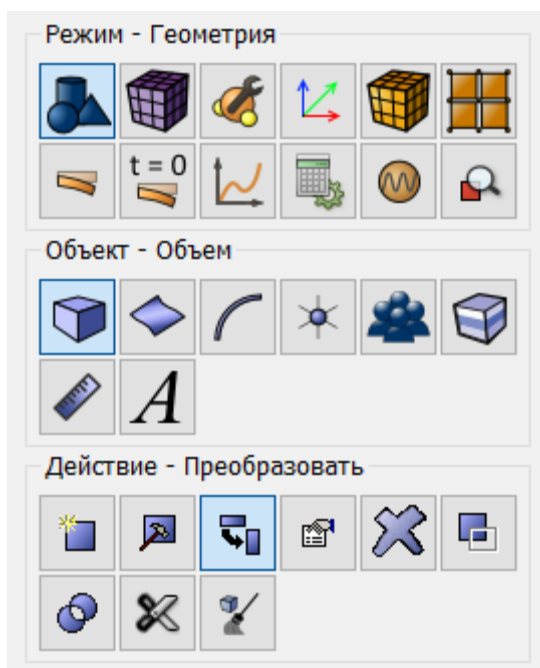 Режим - Геометрия
t = 0
Объект - Объем
A
Действие - Преобразовать